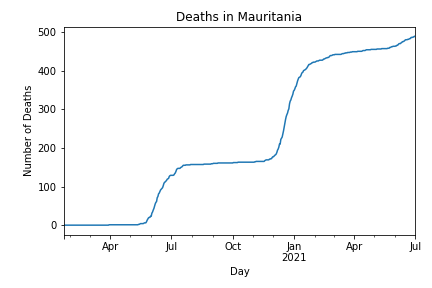 Deaths in Mauritania
Number of Deaths
500
400
300
200
100
0
Apr
Jul
Oct
Jan
2021
Apr
Jul
Day